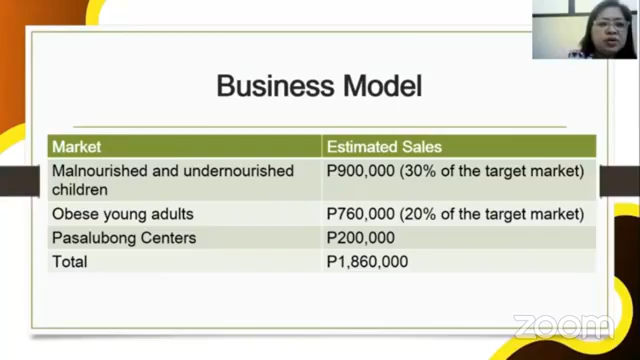 Business Model
Market Estimated Sales
Malnourished and undernourished P900,000 (30% of the target market)
children
Obese young adults P760,000 (20% of the target market)
Pasalubong Centers P200,000
Total P1,860,000
zoom